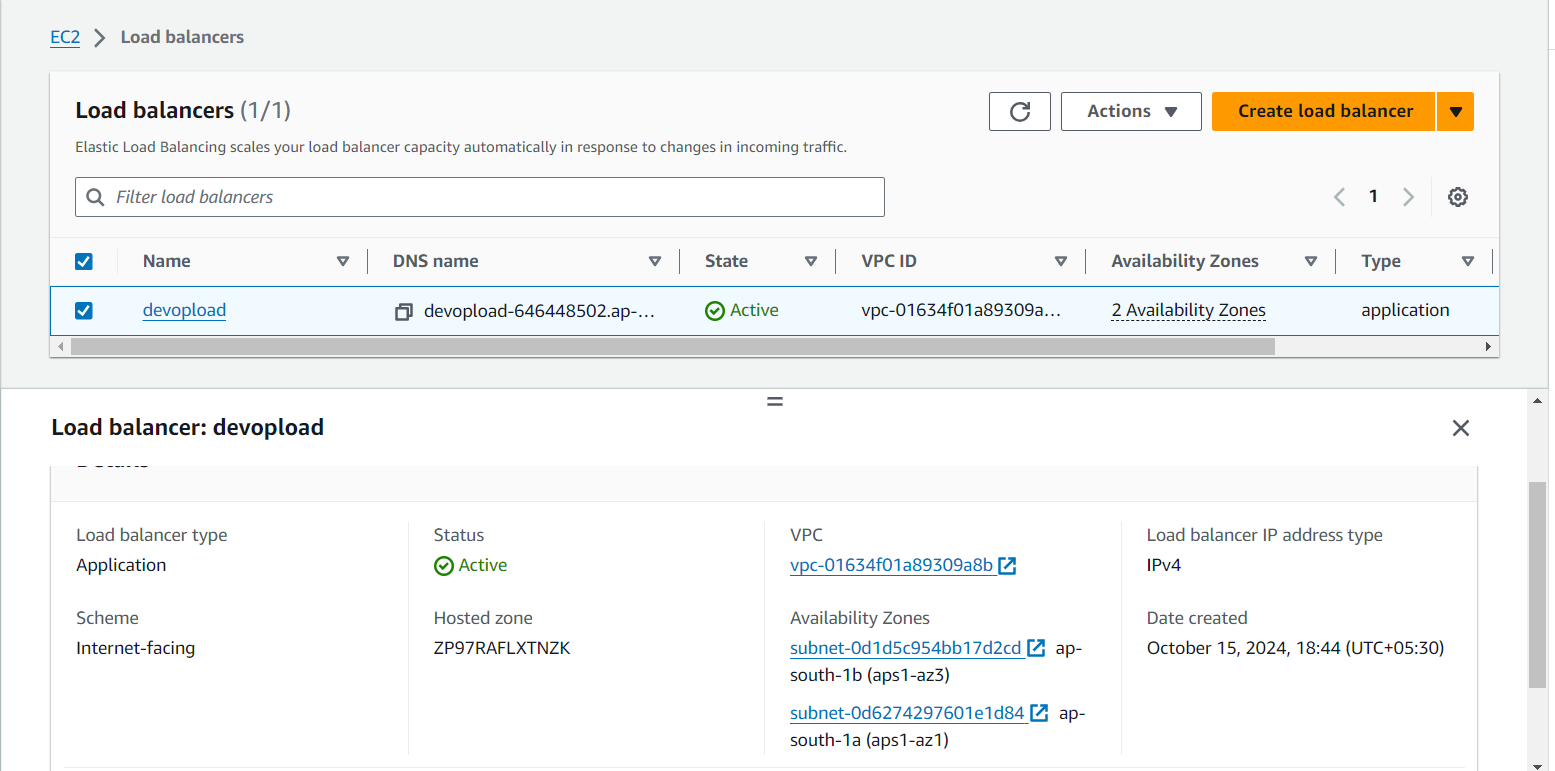 EC2 Load balancers
Load balancers (1/1)
Actions
Create load balancer
Elastic Load Balancing scales your load balancer capacity automatically in response to changes in incoming traffic.
Filter load balancers
1
Name DNS name State VPC ID Availability Zones Type
devopload devopload-646448502.ap-… Active vpc-01634f01a89309a… 2 Availability Zones application
Load balancer: devopload
Details
Load balancer type
Application
Status
Active
VPC
vpc-01634f01a89309a8b
Load balancer IP address type
IPv4
Scheme
Internet-facing
Hosted zone
ZP97RAFLXTNZK
Availability Zones
subnet-0d1d5c954bb17d2cd ap-
south-1b (aps1-az3)
subnet-0d6274297601e1d84 ap-
south-1a (aps1-az1)
Date created
October 15, 2024, 18:44 (UTC+05:30)